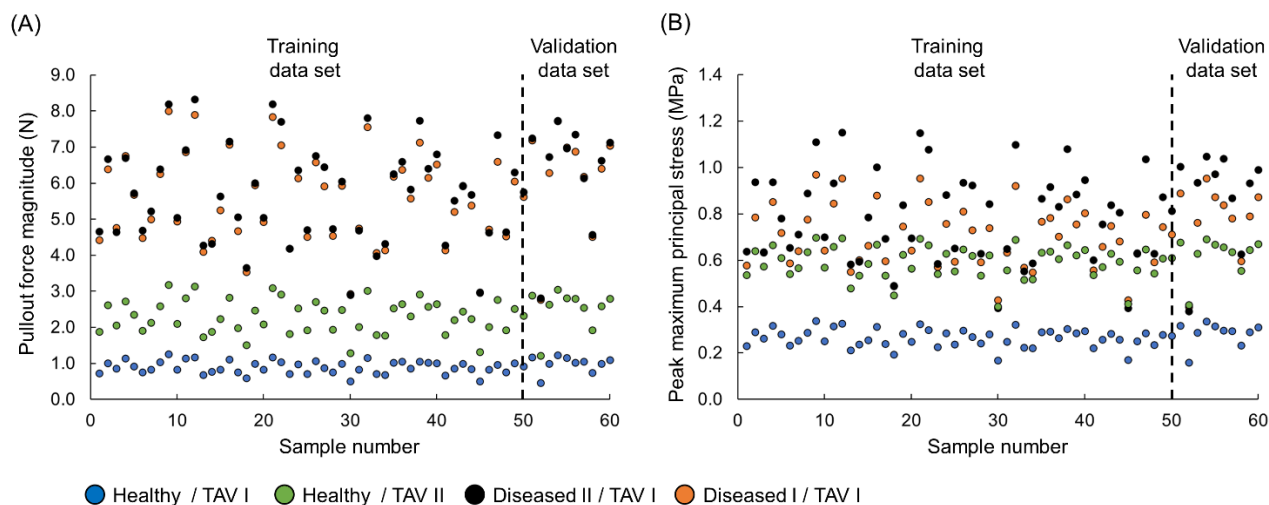 (A)
Training
data set
Validation
data set
Pullout force magnitude (N)
9.0
8.0
7.0
6.0
5.0
4.0
3.0
2.0
1.0
0.0
0 10 20 30 40 50 60
Sample number
(B)
Training
data set
Validation
data set
Peak maximum principal stress (MPa)
1.4
1.2
1.0
0.8
0.6
0.4
0.2
0.0
0 10 20 30 40 50 60
Sample number
Healthy / TAV I Healthy / TAV II Diseased II / TAV I Diseased I / TAV I